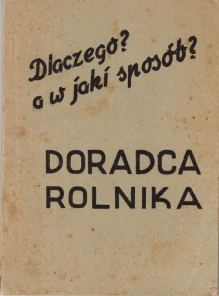 Dlaczego?
a w jaki sposób?
DORADCA
ROLNIKA